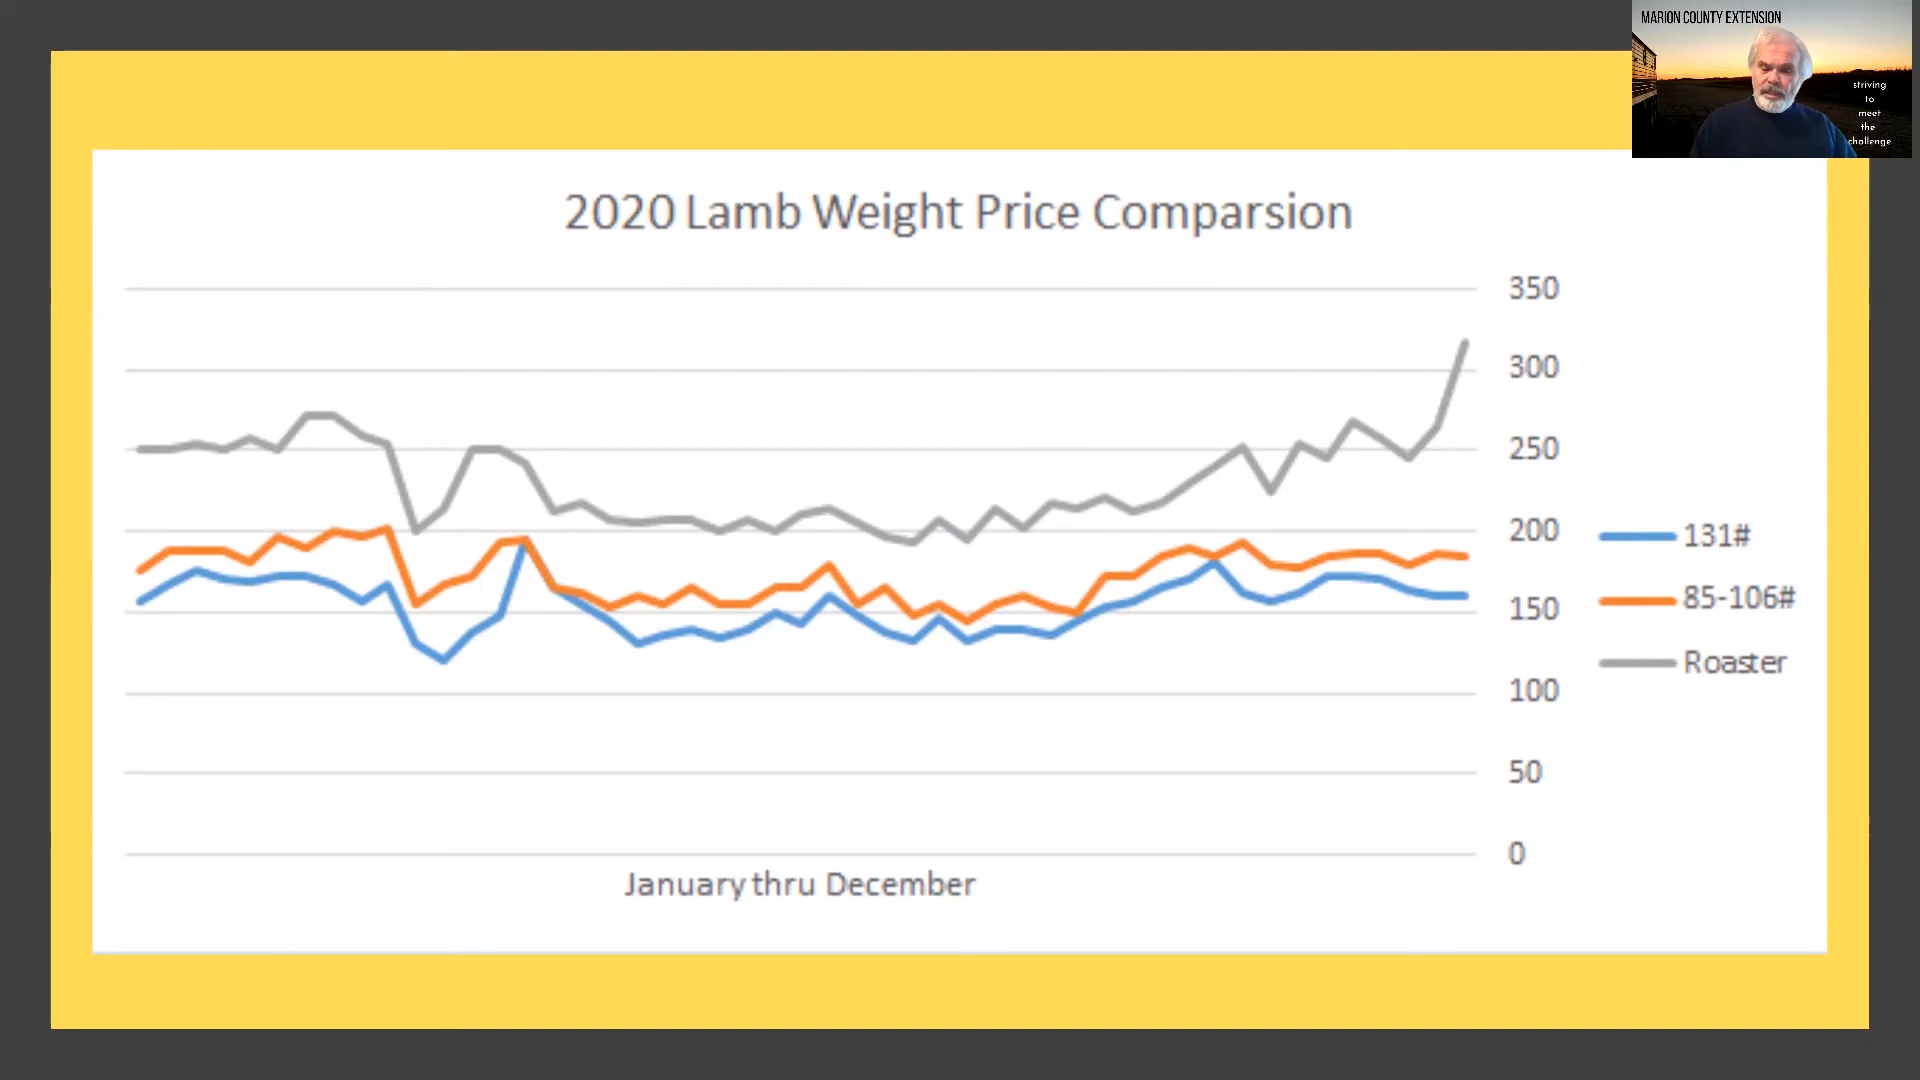 MARION COUNTY EXTENSION
striving
to
meet
the
challenge
2020 Lamb Weight Price Comparsion
350
300
250
200
150
100
50
0
131#
85-106#
Roaster
January thru December